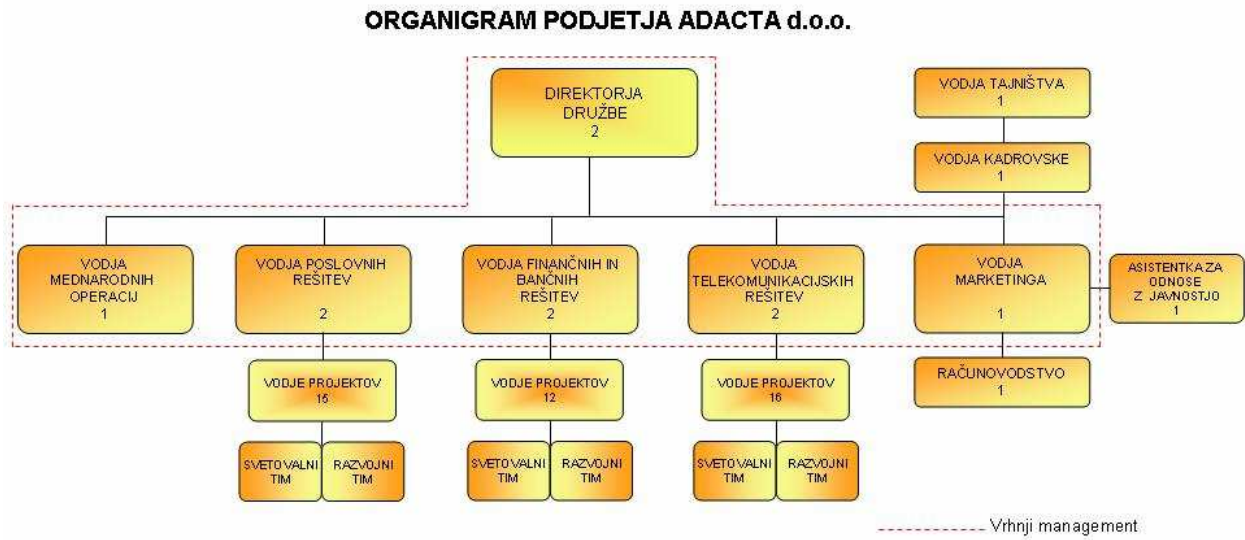 ORGANIGRAM PODJETJA ADACTA d.o.o.
DIREKTORJA
DRUŽBE
2
VODJA TAJNIŠTVA
1
VODJA KADROVSKE
1
VODJA
MEDNARODNIH
OPERACIJ
1
VODJA POSLOVNIH
REŠITEV
2
VODJA FINANČNIH IN
BANČNIH
REŠITEV
2
VODJA
TELEKOMUNIKACIJSKIH
REŠITEV
2
VODJA
MARKETINGA
1
ASISTENTKA ZA
ODNOSE
Z JAVNOSTJO
1
VODJE PROJEKTOV
15
VODJE PROJEKTOV
12
VODJE PROJEKTOV
16
RAČUNOVODSTVO
1
SVETOVALNI
TIM
RAZVOJNI
TIM
SVETOVALNI
TIM
RAZVOJNI
TIM
SVETOVALNI
TIM
RAZVOJNI
TIM
Vrhnji management